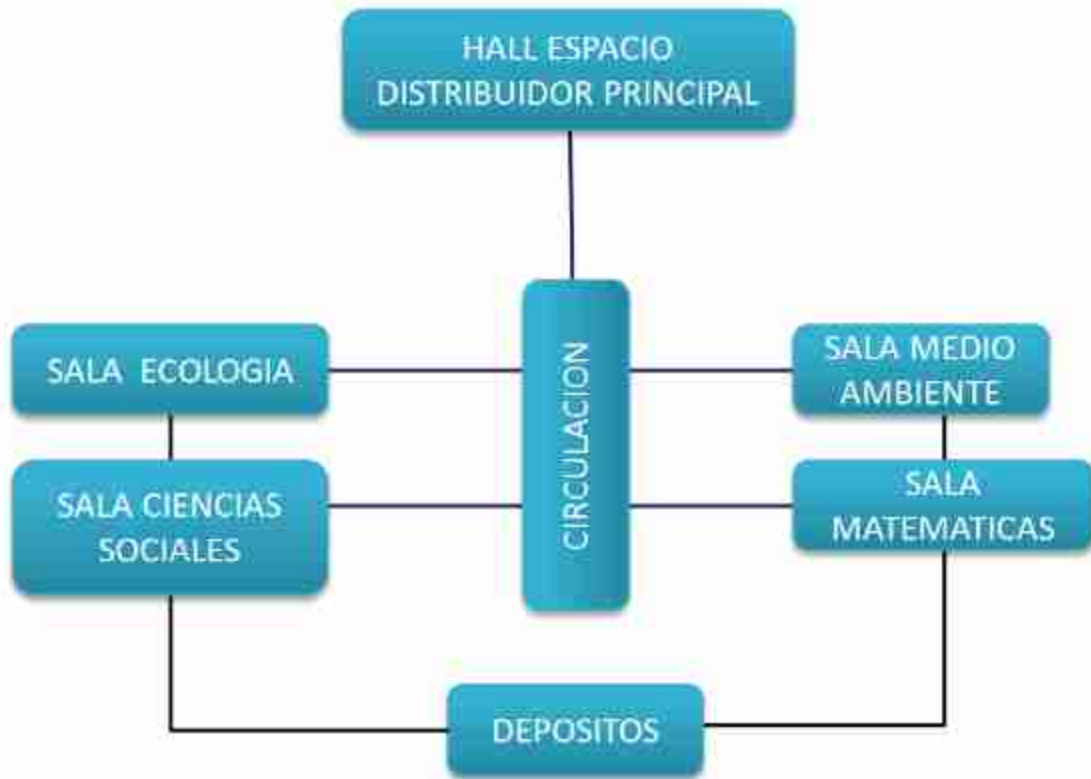 HALL ESPACIO
DISTRIBUIDOR PRINCIPAL
SALA ECOLOGIA
CIRCULACION
SALA MEDIO
AMBIENTE
SALA CIENCIAS
SOCIALES
SALA
MATEMATICAS
DEPOSITOS